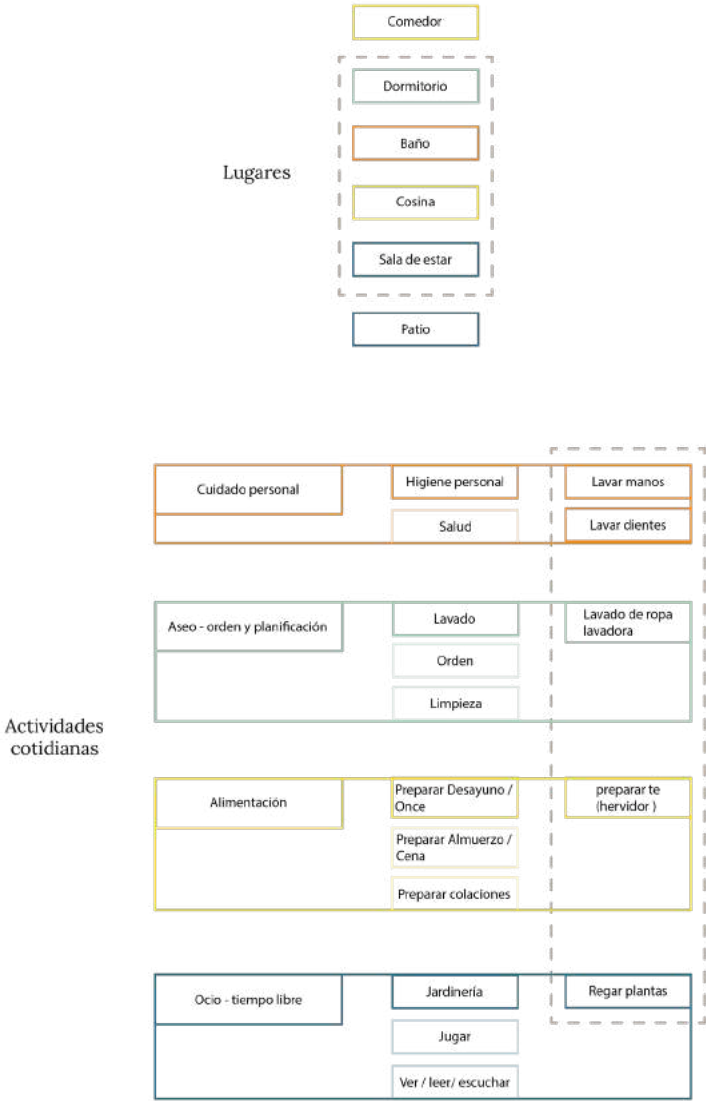 Comedor
Dormitorio
Baño
Lugares
Cosina
Sala de estar
Patio
Cuidado personal
Higiene personal
Lavar manos
Salud
Lavar dientes
Aseo - orden y planificación
Lavado
Lavado de ropa
lavadora
Orden
Limpieza
Actividades
cotidianas
Alimentación
Preparar Desayuno /
Once
preparar te
(hervidor )
Preparar Almuerzo /
Cena
Preparar colaciones
Ocio - tiempo libre
Jardinería
Regar plantas
Jugar
Ver / leer/ escuchar